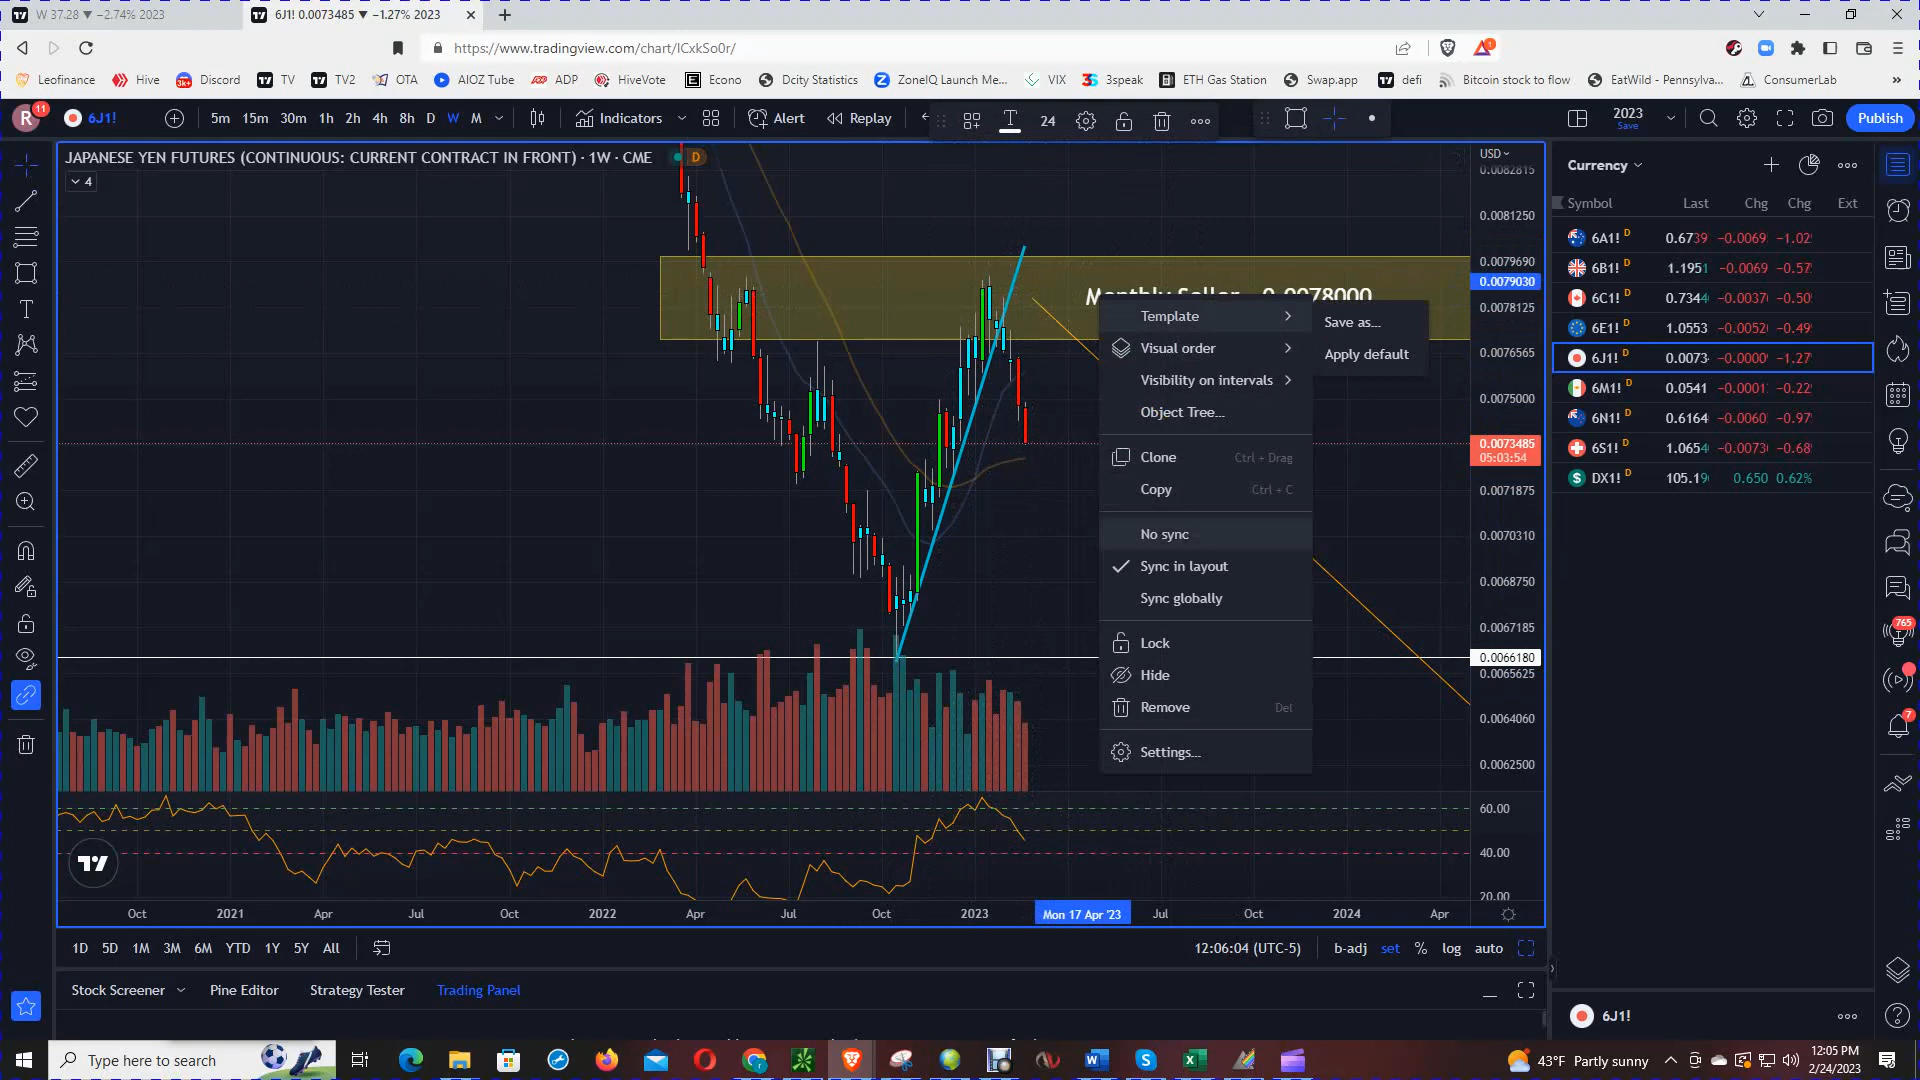 W 37.28 ▼ −2.74% 2023
6J1! 0.0073485 ▼ −1.27% 2023
https://www.tradingview.com/chart/ICxkSo0r/
Leofinance Hive Discord TV TV2 OTA AIOZ Tube ADP HiveVote Econo Dcity Statistics ZoneIQ Launch Me... VIX 3speak ETH Gas Station Swap.app defi Bitcoin stock to flow EatWild - Pennsylva... ConsumerLab
R 11 6J1! 5m 15m 30m 1h 2h 4h 8h D W M Indicators Alert Replay 24 2023 Save Publish
JAPANESE YEN FUTURES (CONTINUOUS: CURRENT CONTRACT IN FRONT) · 1W · CME D
4
USD
0.0082815
0.0081250
0.0079690
0.0079030
0.0078125
0.0076565
0.0075000
0.0073485
05:03:54
0.0071875
0.0070310
0.0068750
0.0067185
0.0066180
0.0065625
0.0064060
0.0062500
60.00
40.00
20.00
Monthly Seller 0.0078000
Template
Save as...
Visual order
Apply default
Visibility on intervals
Object Tree...
Clone Ctrl + Drag
Copy Ctrl + C
No sync
Sync in layout
Sync globally
Lock
Hide
Remove Del
Settings...
Oct 2021 Apr Jul Oct 2022 Apr Jul Oct 2023 Mon 17 Apr '23 Jul Oct 2024 Apr
1D 5D 1M 3M 6M YTD 1Y 5Y All
12:06:04 (UTC-5) b-adj set % log auto
Stock Screener Pine Editor Strategy Tester Trading Panel
Currency
Symbol Last Chg Chg Ext
6A1! D 0.6739 −0.0069 −1.02
6B1! D 1.1951 −0.0069 −0.57
6C1! D 0.7344 −0.0037 −0.50
6E1! D 1.0553 −0.0052 −0.49
6J1! D 0.0073 −0.0000 −1.27
6M1! D 0.0541 −0.0001 −0.22
6N1! D 0.6164 −0.0060 −0.97
6S1! D 1.0654 −0.0073 −0.68
DX1! D 105.19 0.650 0.62%
765
7
6J1!
Type here to search
43°F Partly sunny
12:05 PM
2/24/2023